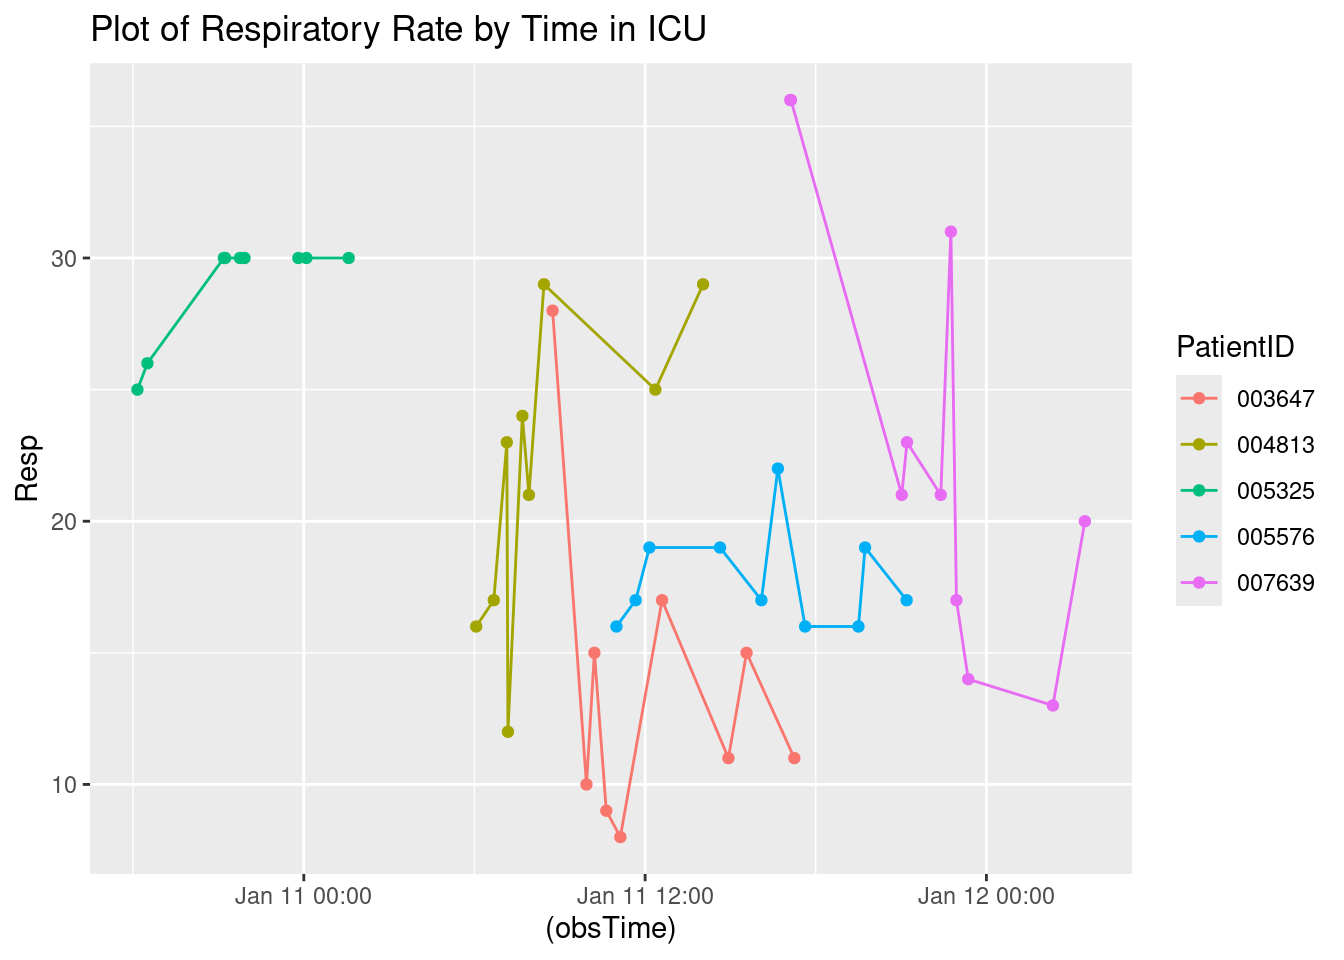 Plot of Respiratory Rate by Time in ICU
Resp
30
20
10
Jan 11 00:00
Jan 11 12:00
Jan 12 00:00
(obsTime)
PatientID
003647
004813
005325
005576
007639